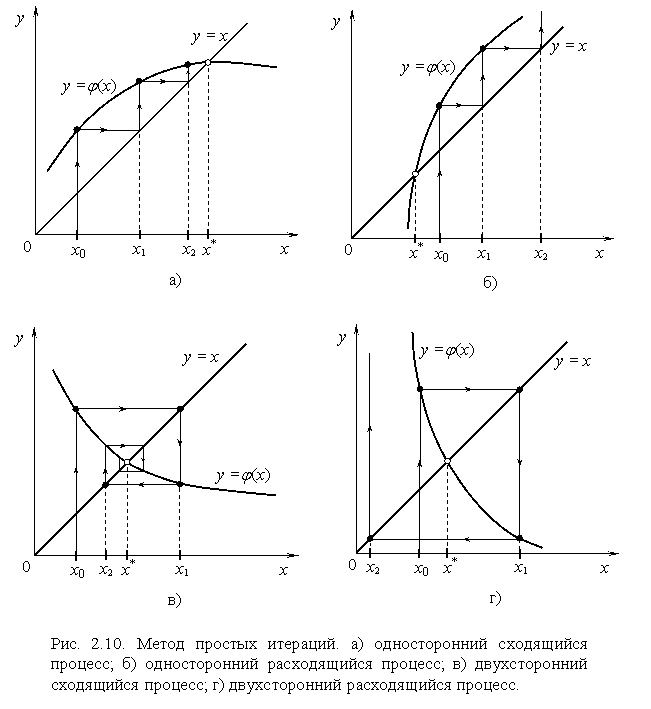 y
y = x
y = φ(x)
0
x₀
x₁
x₂
x*
x
а)
y
y = φ(x)
y = x
0
x*
x₀
x₁
x₂
x
б)
y
y = x
y = φ(x)
0
x₀
x₂
x*
x₁
x
в)
y
y = φ(x)
y = x
0
x₂
x₀
x*
x₁
x
г)
Рис. 2.10. Метод простых итераций. а) односторонний сходящийся
процесс; б) односторонний расходящийся процесс; в) двухсторонний
сходящийся процесс; г) двухсторонний расходящийся процесс.